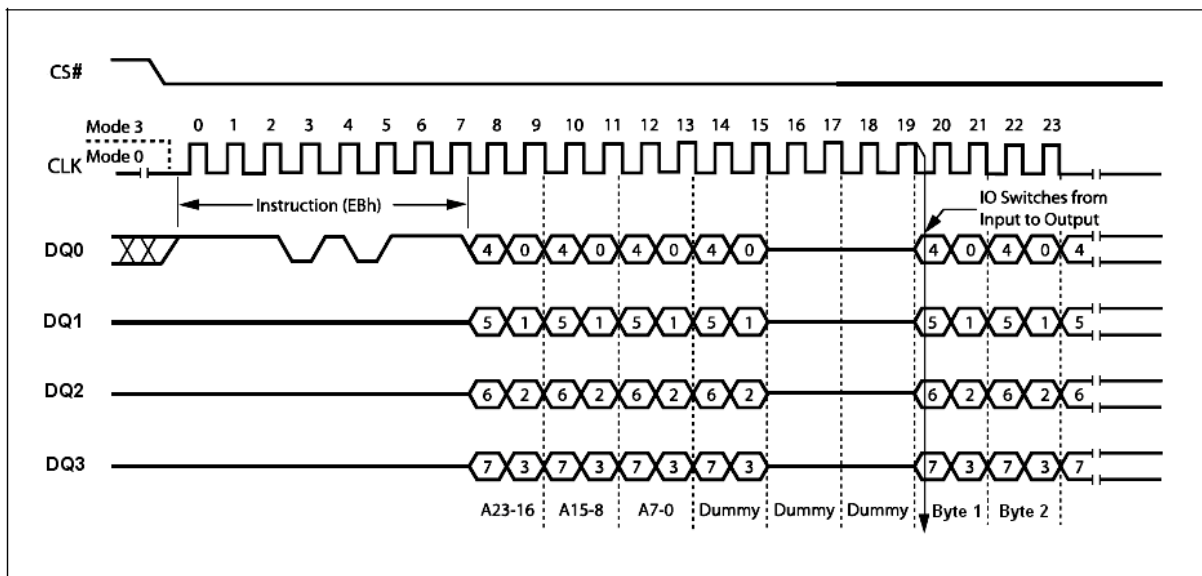 CS#
Mode 3
0 1 2 3 4 5 6 7 8 9 10 11 12 13 14 15 16 17 18 19 20 21 22 23
CLK
Mode 0
Instruction (EBh)
IO Switches from
Input to Output
DQ0
4 0 4 0 4 0 4 0 4 0 4 0 4
DQ1
5 1 5 1 5 1 5 1 5 1 5 1 5
DQ2
6 2 6 2 6 2 6 2 6 2 6 2 6
DQ3
7 3 7 3 7 3 7 3 7 3 7 3 7
A23-16 A15-8 A7-0 Dummy Dummy Dummy Byte 1 Byte 2